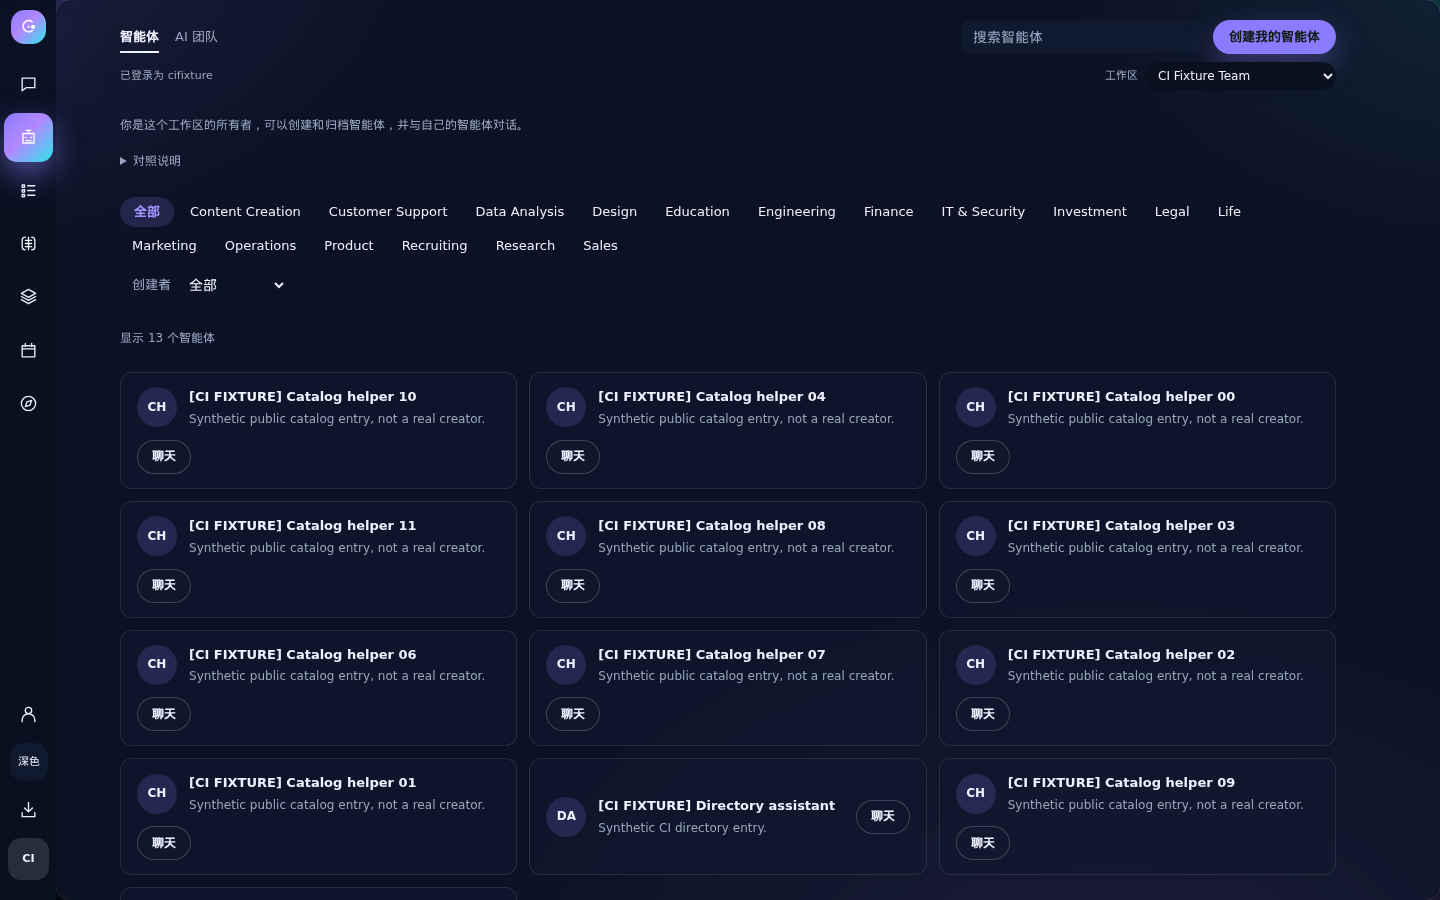 智能体 AI 团队 搜索智能体 创建我的智能体
已登录为 cifixture 工作区 CI Fixture Team
你是这个工作区的所有者，可以创建和归档智能体，并与自己的智能体对话。
对照说明
全部 Content Creation Customer Support Data Analysis Design Education Engineering Finance IT & Security Investment Legal Life
Marketing Operations Product Recruiting Research Sales
创建者 全部
显示 13 个智能体
CH [CI FIXTURE] Catalog helper 10
Synthetic public catalog entry, not a real creator.
聊天
CH [CI FIXTURE] Catalog helper 04
Synthetic public catalog entry, not a real creator.
聊天
CH [CI FIXTURE] Catalog helper 00
Synthetic public catalog entry, not a real creator.
聊天
CH [CI FIXTURE] Catalog helper 11
Synthetic public catalog entry, not a real creator.
聊天
CH [CI FIXTURE] Catalog helper 08
Synthetic public catalog entry, not a real creator.
聊天
CH [CI FIXTURE] Catalog helper 03
Synthetic public catalog entry, not a real creator.
聊天
CH [CI FIXTURE] Catalog helper 06
Synthetic public catalog entry, not a real creator.
聊天
CH [CI FIXTURE] Catalog helper 07
Synthetic public catalog entry, not a real creator.
聊天
CH [CI FIXTURE] Catalog helper 02
Synthetic public catalog entry, not a real creator.
聊天
CH [CI FIXTURE] Catalog helper 01
Synthetic public catalog entry, not a real creator.
聊天
DA [CI FIXTURE] Directory assistant
Synthetic CI directory entry.
聊天
CH [CI FIXTURE] Catalog helper 09
Synthetic public catalog entry, not a real creator.
聊天
深色
CI